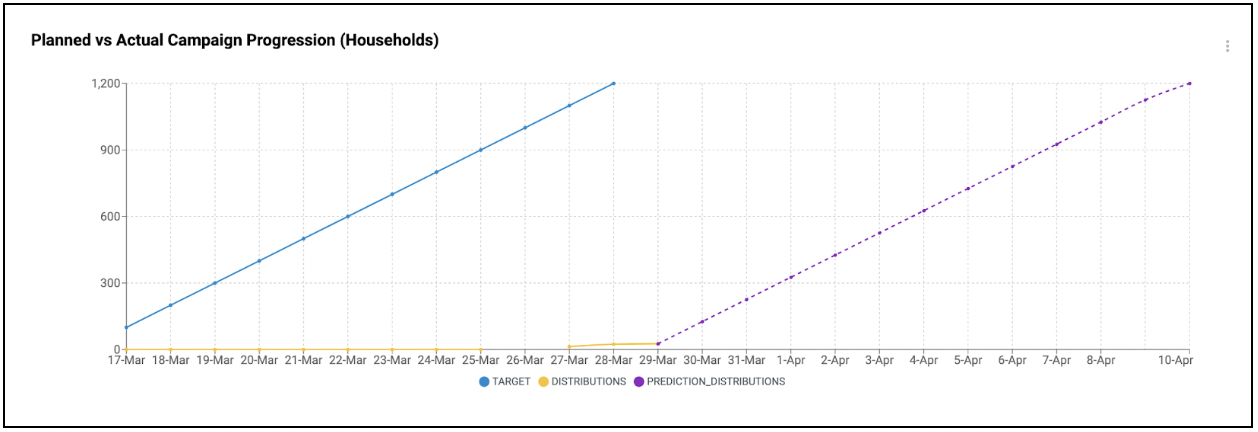 Planned vs Actual Campaign Progression (Households)
1,200
900
600
300
0
17-Mar 18-Mar 19-Mar 20-Mar 21-Mar 22-Mar 23-Mar 24-Mar 25-Mar 26-Mar 27-Mar 28-Mar 29-Mar 30-Mar 31-Mar 1-Apr 2-Apr 3-Apr 4-Apr 5-Apr 6-Apr 7-Apr 8-Apr 10-Apr
TARGET DISTRIBUTIONS PREDICTION_DISTRIBUTIONS